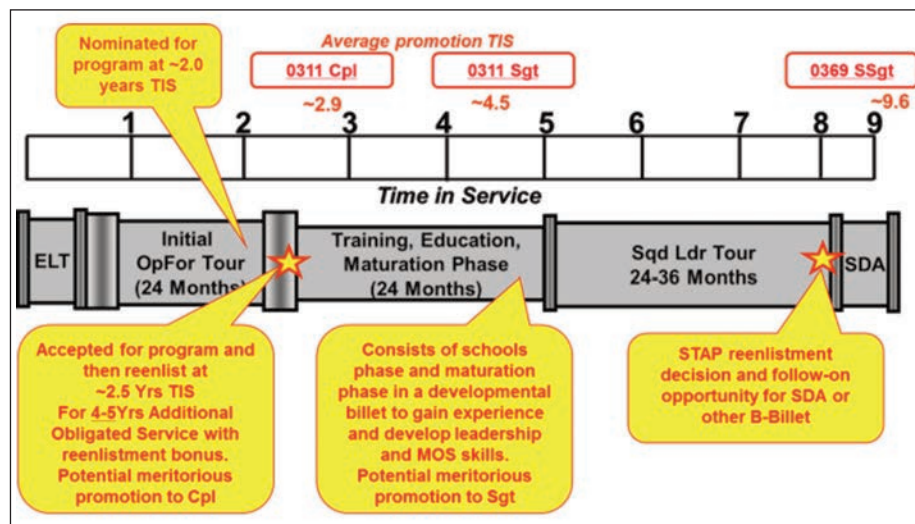 Nominated for
program at ~2.0
years TIS
Average promotion TIS
0311 Cpl
~2.9
0311 Sgt
~4.5
0369 SSgt
~9.6
1 2 3 4 5 6 7 8 9
Time in Service
ELT
Initial
OpFor Tour
(24 Months)
Training, Education,
Maturation Phase
(24 Months)
Sqd Ldr Tour
24-36 Months
SDA
Accepted for program and
then reenlist at
~2.5 Yrs TIS
For 4-5Yrs Additional
Obligated Service with
reenlistment bonus.
Potential meritorious
promotion to Cpl
Consists of schools
phase and maturation
phase in a developmental
billet to gain experience
and develop leadership
and MOS skills.
Potential meritorious
promotion to Sgt
STAP reenlistment
decision and follow-on
opportunity for SDA or
other B-Billet